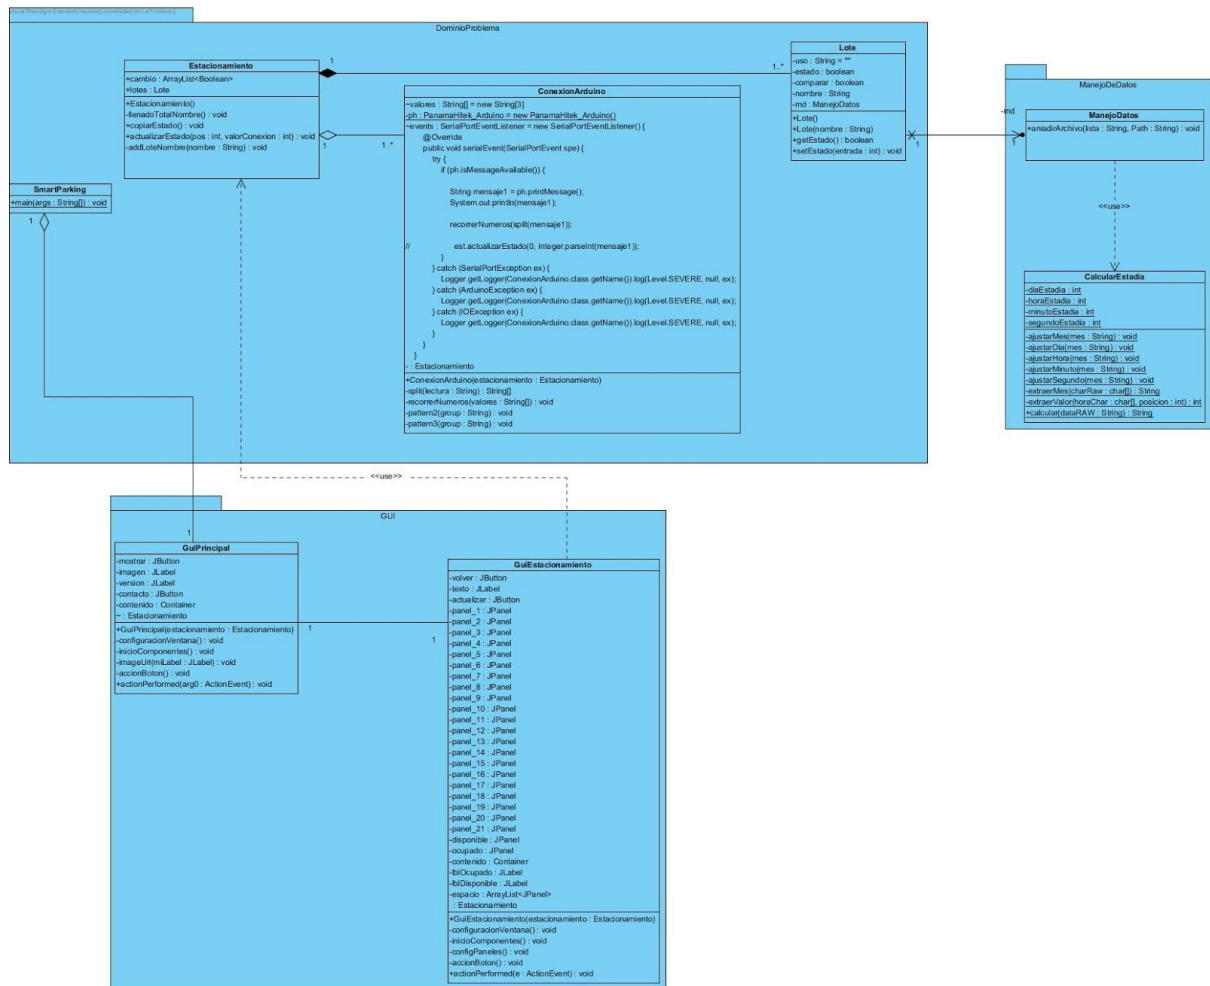 Visual Paradigm Standard(manuel(Universidad de La Frontera))
DominioProblema
Estacionamiento
+cambio : ArrayList<Boolean>
+lotes : Lote
+Estacionamiento()
-llenadoTotalNombre() : void
+copiarEstado() : void
+actualizarEstado(pos : int, valorConexion : int) : void
-addLoteNombre(nombre : String) : void
1
1..*
1
1..*
ConexionArduino
~valores : String[] = new String[3]
-ph : PanamaHitek_Arduino = new PanamaHitek_Arduino()
~events : SerialPortEventListener = new SerialPortEventListener() {
@Override
public void serialEvent(SerialPortEvent spe) {
try {
if (ph.isMessageAvailable()) {
String mensaje1 = ph.printMessage();
System.out.println(mensaje1);
recorrerNumeros(split(mensaje1));
// est.actualizarEstado(0, Integer.parseInt(mensaje1));
}
} catch (SerialPortException ex) {
Logger.getLogger(ConexionArduino.class.getName()).log(Level.SEVERE, null, ex);
} catch (ArduinoException ex) {
Logger.getLogger(ConexionArduino.class.getName()).log(Level.SEVERE, null, ex);
} catch (IOException ex) {
Logger.getLogger(ConexionArduino.class.getName()).log(Level.SEVERE, null, ex);
}
}
}
- : Estacionamiento
+ConexionArduino(estacionamiento : Estacionamiento)
-split(lectura : String) : String[]
-recorrerNumeros(valores : String[]) : void
-pattern2(group : String) : void
-pattern3(group : String) : void
Lote
-uso : String = ""
-estado : boolean
-comparar : boolean
-nombre : String
-md : ManejoDatos
+Lote()
+Lote(nombre : String)
+getEstado() : boolean
+setEstado(entrada : int) : void
1
-md
1
ManejoDeDatos
ManejoDatos
+aniadirArchivo(lista : String, Path : String) : void
<<use>>
CalcularEstadia
-diaEstadia : int
-horaEstadia : int
-minutoEstadia : int
-segundoEstadia : int
-ajustarMes(mes : String) : void
-ajustarDia(mes : String) : void
-ajustarHora(mes : String) : void
-ajustarMinuto(mes : String) : void
-ajustarSegundo(mes : String) : void
-extraerMes(charRaw : char[]) : String
-extraerValor(horaChar : char[], posicion : int) : int
+calcular(dataRAW : String) : String
SmartParking
+main(args : String[]) : void
1
<<use>>
GUI
1
GuiPrincipal
-mostrar : JButton
-imagen : JLabel
-version : JLabel
-contacto : JButton
-contenido : Container
~ : Estacionamiento
+GuiPrincipal(estacionamiento : Estacionamiento)
-configuracionVentana() : void
-inicioComponentes() : void
-imageUrl(miLabel : JLabel) : void
-accionBoton() : void
+actionPerformed(arg0 : ActionEvent) : void
1
1
GuiEstacionamiento
-volver : JButton
-texto : JLabel
-actualizar : JButton
-panel_1 : JPanel
-panel_2 : JPanel
-panel_3 : JPanel
-panel_4 : JPanel
-panel_5 : JPanel
-panel_6 : JPanel
-panel_7 : JPanel
-panel_8 : JPanel
-panel_9 : JPanel
-panel_10 : JPanel
-panel_11 : JPanel
-panel_12 : JPanel
-panel_13 : JPanel
-panel_14 : JPanel
-panel_15 : JPanel
-panel_16 : JPanel
-panel_17 : JPanel
-panel_18 : JPanel
-panel_19 : JPanel
-panel_20 : JPanel
-panel_21 : JPanel
-disponible : JPanel
-ocupado : JPanel
-contenido : Container
-lblOcupado : JLabel
-lblDisponible : JLabel
-espacio : ArrayList<JPanel>
: Estacionamiento
+GuiEstacionamiento(estacionamiento : Estacionamiento)
-configuracionVentana() : void
-inicioComponentes() : void
-configPaneles() : void
-accionBoton() : void
+actionPerformed(e : ActionEvent) : void